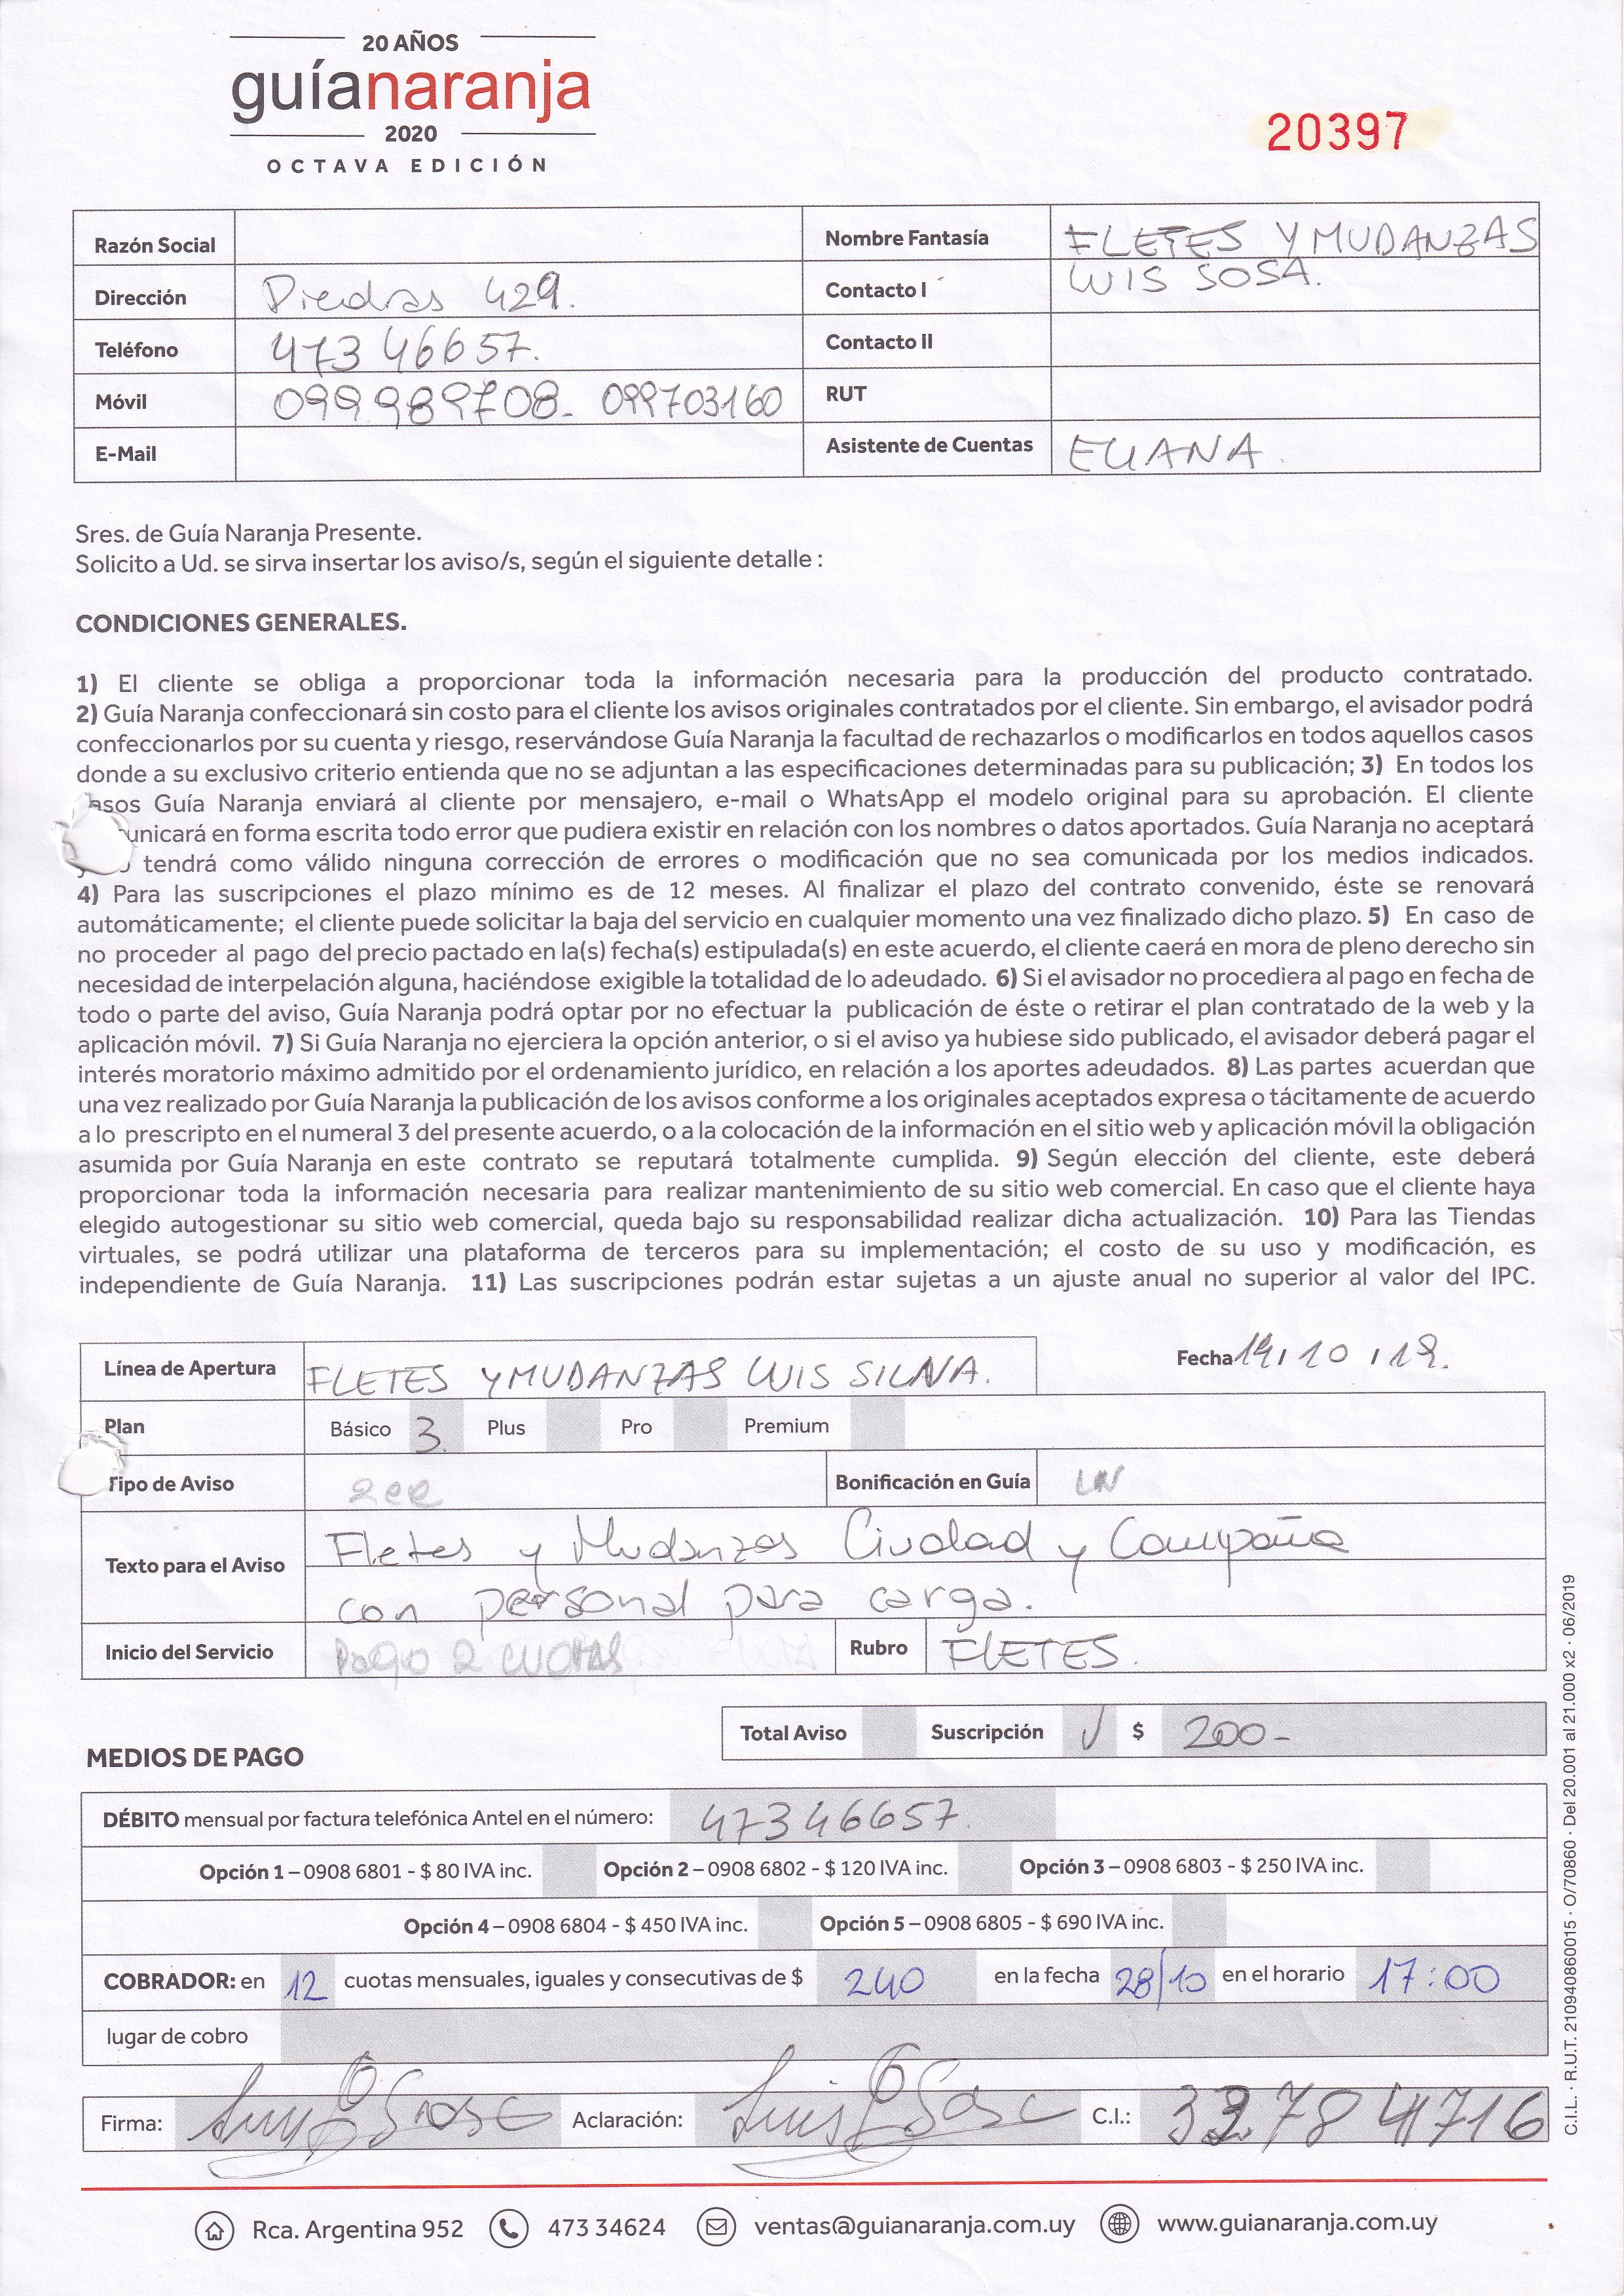 20 AÑOS
guíanaranja
2020
OCTAVA EDICIÓN
20397
Razón Social
Nombre Fantasía FLETES Y MUDANZAS
Dirección Piedras 429.
Contacto I LUIS SOSA.
Teléfono 473 46657.
Contacto II
Móvil 099989708. 099703160
RUT
E-Mail
Asistente de Cuentas ELIANA
Sres. de Guía Naranja Presente.
Solicito a Ud. se sirva insertar los aviso/s, según el siguiente detalle :
CONDICIONES GENERALES.
1) El cliente se obliga a proporcionar toda la información necesaria para la producción del producto contratado.
2) Guía Naranja confeccionará sin costo para el cliente los avisos originales contratados por el cliente. Sin embargo, el avisador podrá
confeccionarlos por su cuenta y riesgo, reservándose Guía Naranja la facultad de rechazarlos o modificarlos en todos aquellos casos
donde a su exclusivo criterio entienda que no se adjuntan a las especificaciones determinadas para su publicación; 3) En todos los
asos Guía Naranja enviará al cliente por mensajero, e-mail o WhatsApp el modelo original para su aprobación. El cliente
unicará en forma escrita todo error que pudiera existir en relación con los nombres o datos aportados. Guía Naranja no aceptará
tendrá como válido ninguna corrección de errores o modificación que no sea comunicada por los medios indicados.
4) Para las suscripciones el plazo mínimo es de 12 meses. Al finalizar el plazo del contrato convenido, éste se renovará
automáticamente; el cliente puede solicitar la baja del servicio en cualquier momento una vez finalizado dicho plazo. 5) En caso de
no proceder al pago del precio pactado en la(s) fecha(s) estipulada(s) en este acuerdo, el cliente caerá en mora de pleno derecho sin
necesidad de interpelación alguna, haciéndose exigible la totalidad de lo adeudado. 6) Si el avisador no procediera al pago en fecha de
todo o parte del aviso, Guía Naranja podrá optar por no efectuar la publicación de éste o retirar el plan contratado de la web y la
aplicación móvil. 7) Si Guía Naranja no ejerciera la opción anterior, o si el aviso ya hubiese sido publicado, el avisador deberá pagar el
interés moratorio máximo admitido por el ordenamiento jurídico, en relación a los aportes adeudados. 8) Las partes acuerdan que
una vez realizado por Guía Naranja la publicación de los avisos conforme a los originales aceptados expresa o tácitamente de acuerdo
a lo prescripto en el numeral 3 del presente acuerdo, o a la colocación de la información en el sitio web y aplicación móvil la obligación
asumida por Guía Naranja en este contrato se reputará totalmente cumplida. 9) Según elección del cliente, este deberá
proporcionar toda la información necesaria para realizar mantenimiento de su sitio web comercial. En caso que el cliente haya
elegido autogestionar su sitio web comercial, queda bajo su responsabilidad realizar dicha actualización. 10) Para las Tiendas
virtuales, se podrá utilizar una plataforma de terceros para su implementación; el costo de su uso y modificación, es
independiente de Guía Naranja. 11) Las suscripciones podrán estar sujetas a un ajuste anual no superior al valor del IPC.
Línea de Apertura FLETES Y MUDANZAS LUIS SILVA.
Fecha 14/10/19.
Plan Básico 3. Plus Pro Premium
Tipo de Aviso Bonificación en Guía LN
Texto para el Aviso Fletes y Mudanzas Ciudad y Campaña
con personal para carga.
Inicio del Servicio Pago 2 CUOTAS Rubro FLETES.
Total Aviso Suscripción √ $ 200-
MEDIOS DE PAGO
DÉBITO mensual por factura telefónica Antel en el número: 47346657.
Opción 1 – 0908 6801 - $ 80 IVA inc. Opción 2 – 0908 6802 - $ 120 IVA inc. Opción 3 – 0908 6803 - $ 250 IVA inc.
Opción 4 – 0908 6804 - $ 450 IVA inc. Opción 5 – 0908 6805 - $ 690 IVA inc.
COBRADOR: en 12 cuotas mensuales, iguales y consecutivas de $ 240 en la fecha 28/10 en el horario 17:00
lugar de cobro
Firma: Luis Sosa Aclaración: Luis Sosa C.I.: 33784716
Rca. Argentina 952 473 34624 ventas@guianaranja.com.uy www.guianaranja.com.uy
C.I.L. · R.U.T. 210940860015 · O/70860 · Del 20.001 al 21.000 x2 · 06/2019